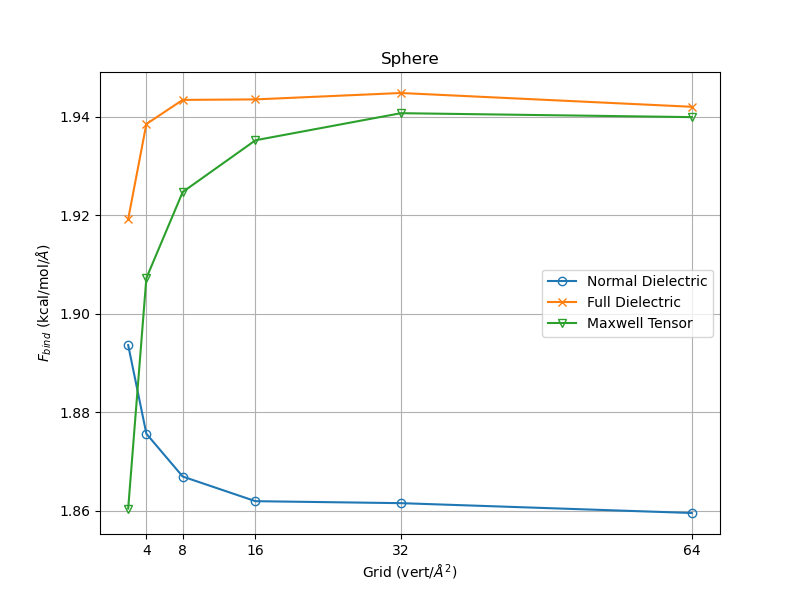 Sphere
1.94
1.92
1.90
1.88
1.86
F_bind (kcal/mol/Å)
Normal Dielectric
Full Dielectric
Maxwell Tensor
4 8 16 32 64
Grid (vert/Å²)